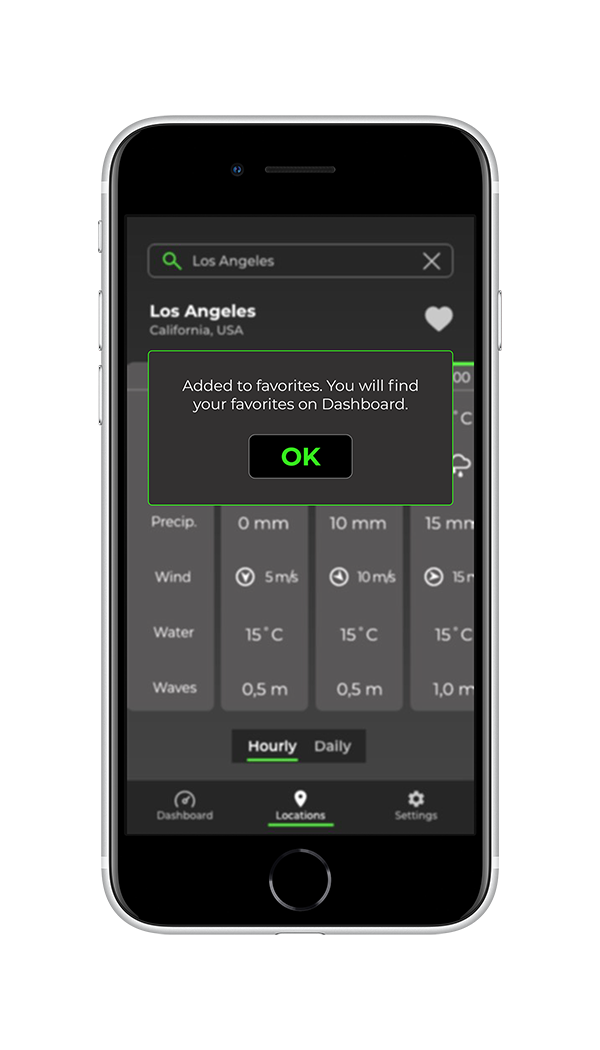 Los Angeles
Los Angeles
California, USA
Added to favorites. You will find
your favorites on Dashboard.
OK
Precip. 0 mm 10 mm 15 mm
Wind 5 m/s 10 m/s
Water 15°C 15°C 15°C
Waves 0,5 m 0,5 m 1,0 m
Hourly Daily
Dashboard Locations Settings